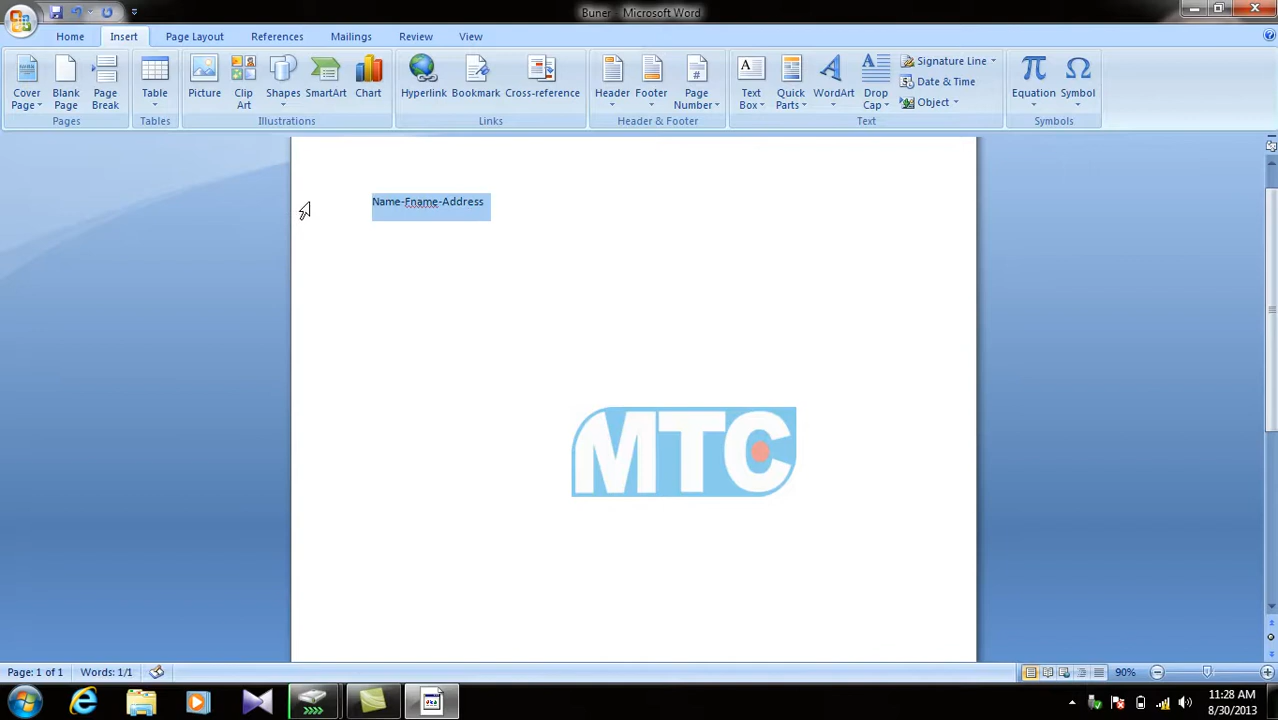 Buner - Microsoft Word
Home Insert Page Layout References Mailings Review View
Cover Page Blank Page Page Break Table Picture Clip Art Shapes SmartArt Chart Hyperlink Bookmark Cross-reference Header Footer Page Number Text Box Quick Parts WordArt Drop Cap Signature Line Equation Symbol
Date & Time
Object
Pages Tables Illustrations Links Header & Footer Text Symbols
Name-Fname-Address
MTC
Page: 1 of 1 Words: 1/1 90%
11:28 AM
8/30/2013